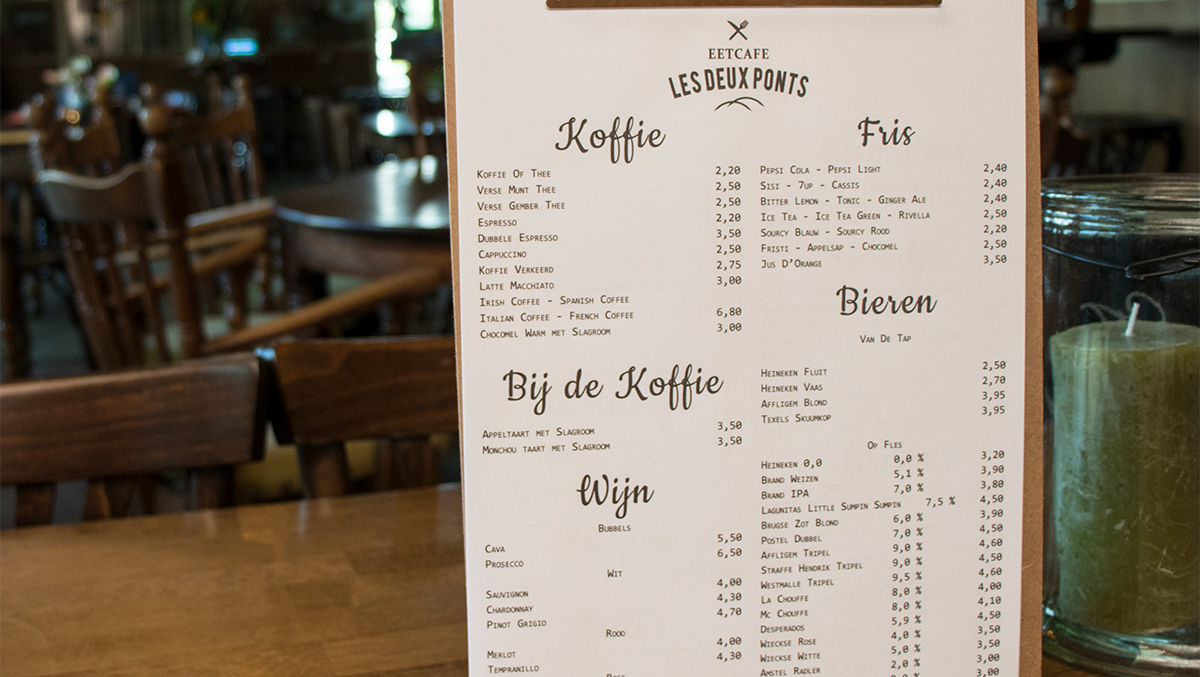 EETCAFE
LES DEUX PONTS
Koffie
Koffie Of Thee 2,20
Verse Munt Thee 2,50
Verse Gember Thee 2,50
Espresso 2,20
Dubbele Espresso 3,50
Cappuccino 2,50
Koffie Verkeerd 2,75
Latte Macchiato 3,00
Irish Coffee - Spanish Coffee
Italian Coffee - French Coffee 6,80
Chocomel Warm met Slagroom 3,00
Bij de Koffie
Appeltaart met Slagroom 3,50
Monchou taart met Slagroom 3,50
Wijn
Bubbels
Cava 5,50
Prosecco 6,50
Wit
Sauvignon 4,00
Chardonnay 4,30
Pinot Grigio 4,70
Rood
Merlot 4,00
Tempranillo 4,30
Fris
Pepsi Cola - Pepsi Light 2,40
Sisi - 7up - Cassis 2,40
Bitter Lemon - Tonic - Ginger Ale 2,40
Ice Tea - Ice Tea Green - Rivella 2,50
Sourcy Blauw - Sourcy Rood 2,20
Fristi - Appelsap - Chocomel 2,50
Jus D'Orange 3,50
Bieren
Van De Tap
Heineken Fluit 2,50
Heineken Vaas 2,70
Affligem Blond 3,95
Texels Skuumkop 3,95
Op Fles
Heineken 0,0 0,0 % 3,20
Brand Weizen 5,1 % 3,90
Brand IPA 7,0 % 3,80
Lagunitas Little Sumpin Sumpin 7,5 % 4,50
Brugse Zot Blond 6,0 % 3,90
Postel Dubbel 7,0 % 4,50
Affligem Tripel 9,0 % 4,60
Straffe Hendrik Tripel 9,0 % 4,50
Westmalle Tripel 9,5 % 4,60
La Chouffe 8,0 % 4,00
Mc Chouffe 8,0 % 4,10
Desperados 5,9 % 4,50
Wieckse Rose 4,0 % 3,50
Wieckse Witte 5,0 % 3,50
Amstel Radler 2,0 % 3,00